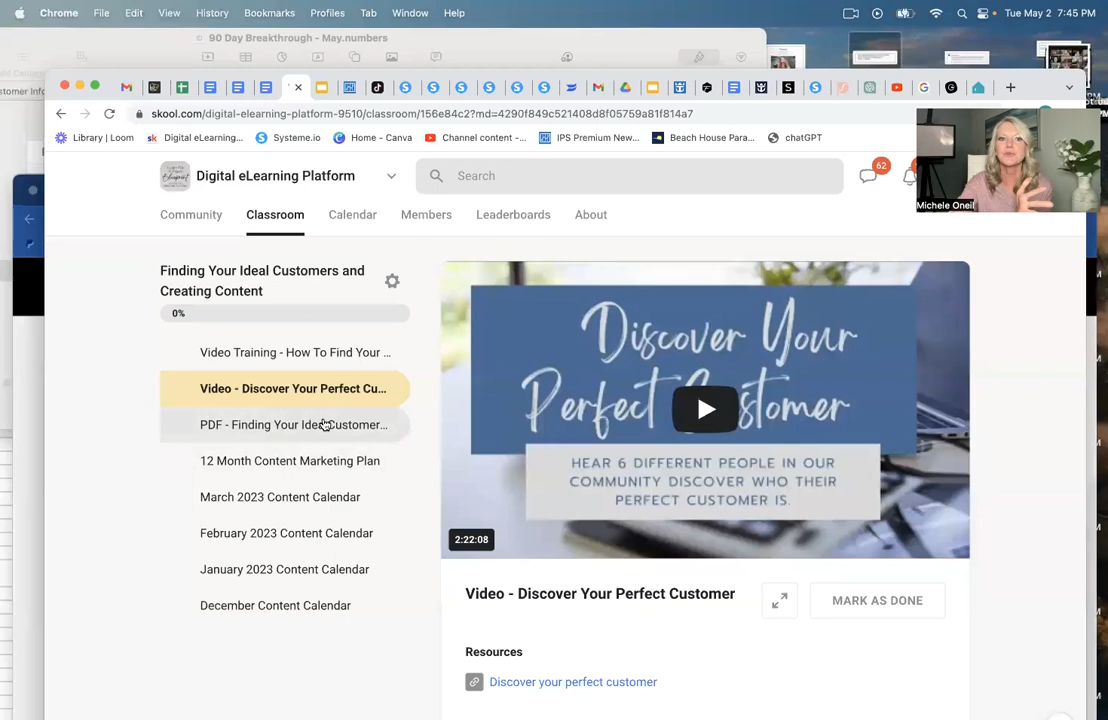 Chrome File Edit View History Bookmarks Profiles Tab Window Help Tue May 2 7:45 PM
90 Day Breakthrough - May.numbers
skool.com/digital-elearning-platform-9510/classroom/156e84c2?md=4290f849c521408d8f05759a81f814a7
Library | Loom Digital eLearning... Systeme.io Home - Canva Channel content -... IPS Premium New... Beach House Para... chatGPT
Digital eLearning Platform
Search
62
Michele Oneil
Community Classroom Calendar Members Leaderboards About
Finding Your Ideal Customers and
Creating Content
0%
Video Training - How To Find Your ...
Video - Discover Your Perfect Cu...
PDF - Finding Your Ideal Customer...
12 Month Content Marketing Plan
March 2023 Content Calendar
February 2023 Content Calendar
January 2023 Content Calendar
December Content Calendar
Discover Your
Perfect Customer
HEAR 6 DIFFERENT PEOPLE IN OUR
COMMUNITY DISCOVER WHO THEIR
PERFECT CUSTOMER IS.
2:22:08
Video - Discover Your Perfect Customer
MARK AS DONE
Resources
Discover your perfect customer